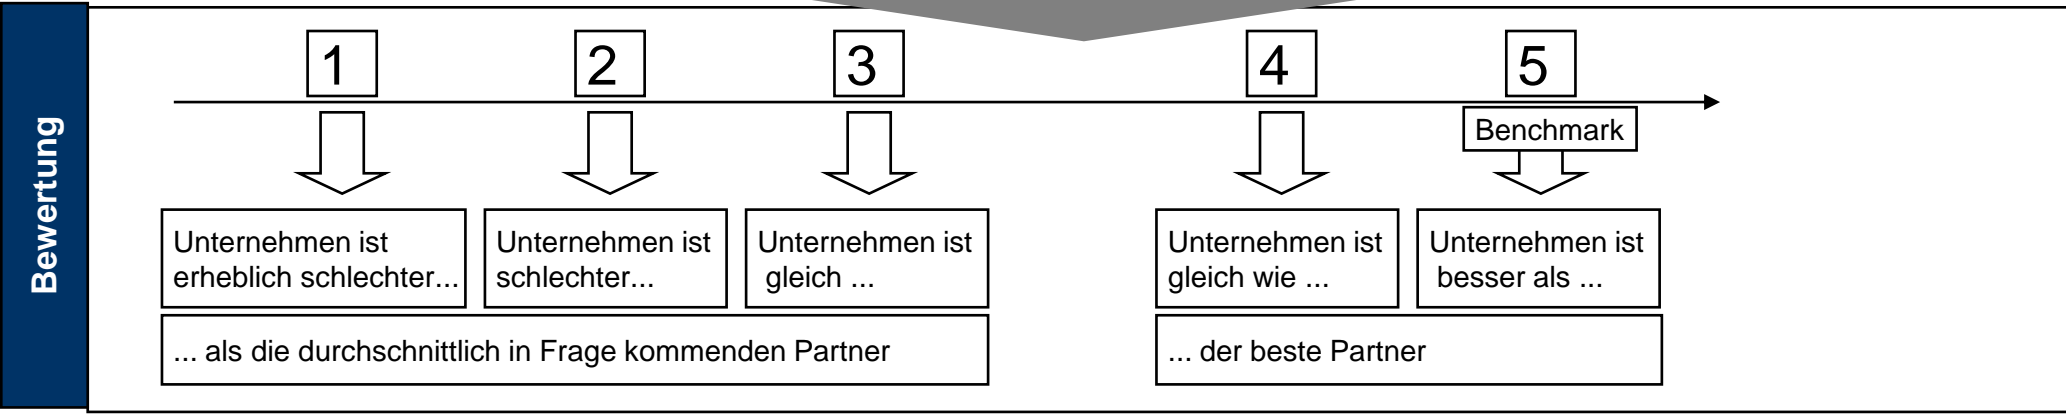 Bewertung
1
2
3
4
5
Benchmark
Unternehmen ist
erheblich schlechter...
Unternehmen ist
schlechter...
Unternehmen ist
gleich ...
Unternehmen ist
gleich wie ...
Unternehmen ist
besser als ...
... als die durchschnittlich in Frage kommenden Partner
... der beste Partner